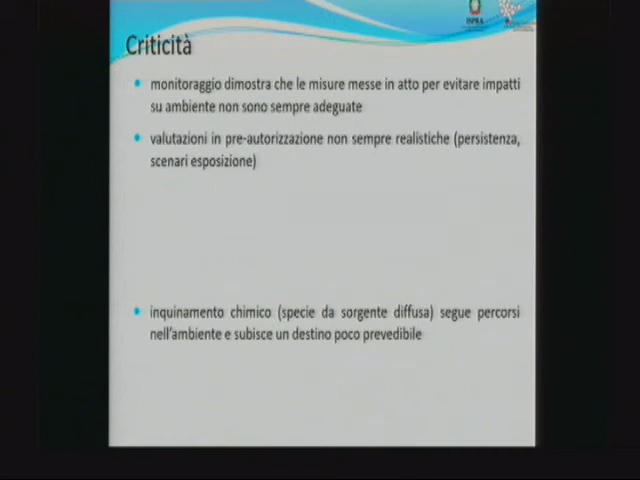 ISPRA
Criticità
monitoraggio dimostra che le misure messe in atto per evitare impatti
su ambiente non sono sempre adeguate
valutazioni in pre-autorizzazione non sempre realistiche (persistenza,
scenari esposizione)
inquinamento chimico (specie da sorgente diffusa) segue percorsi
nell'ambiente e subisce un destino poco prevedibile